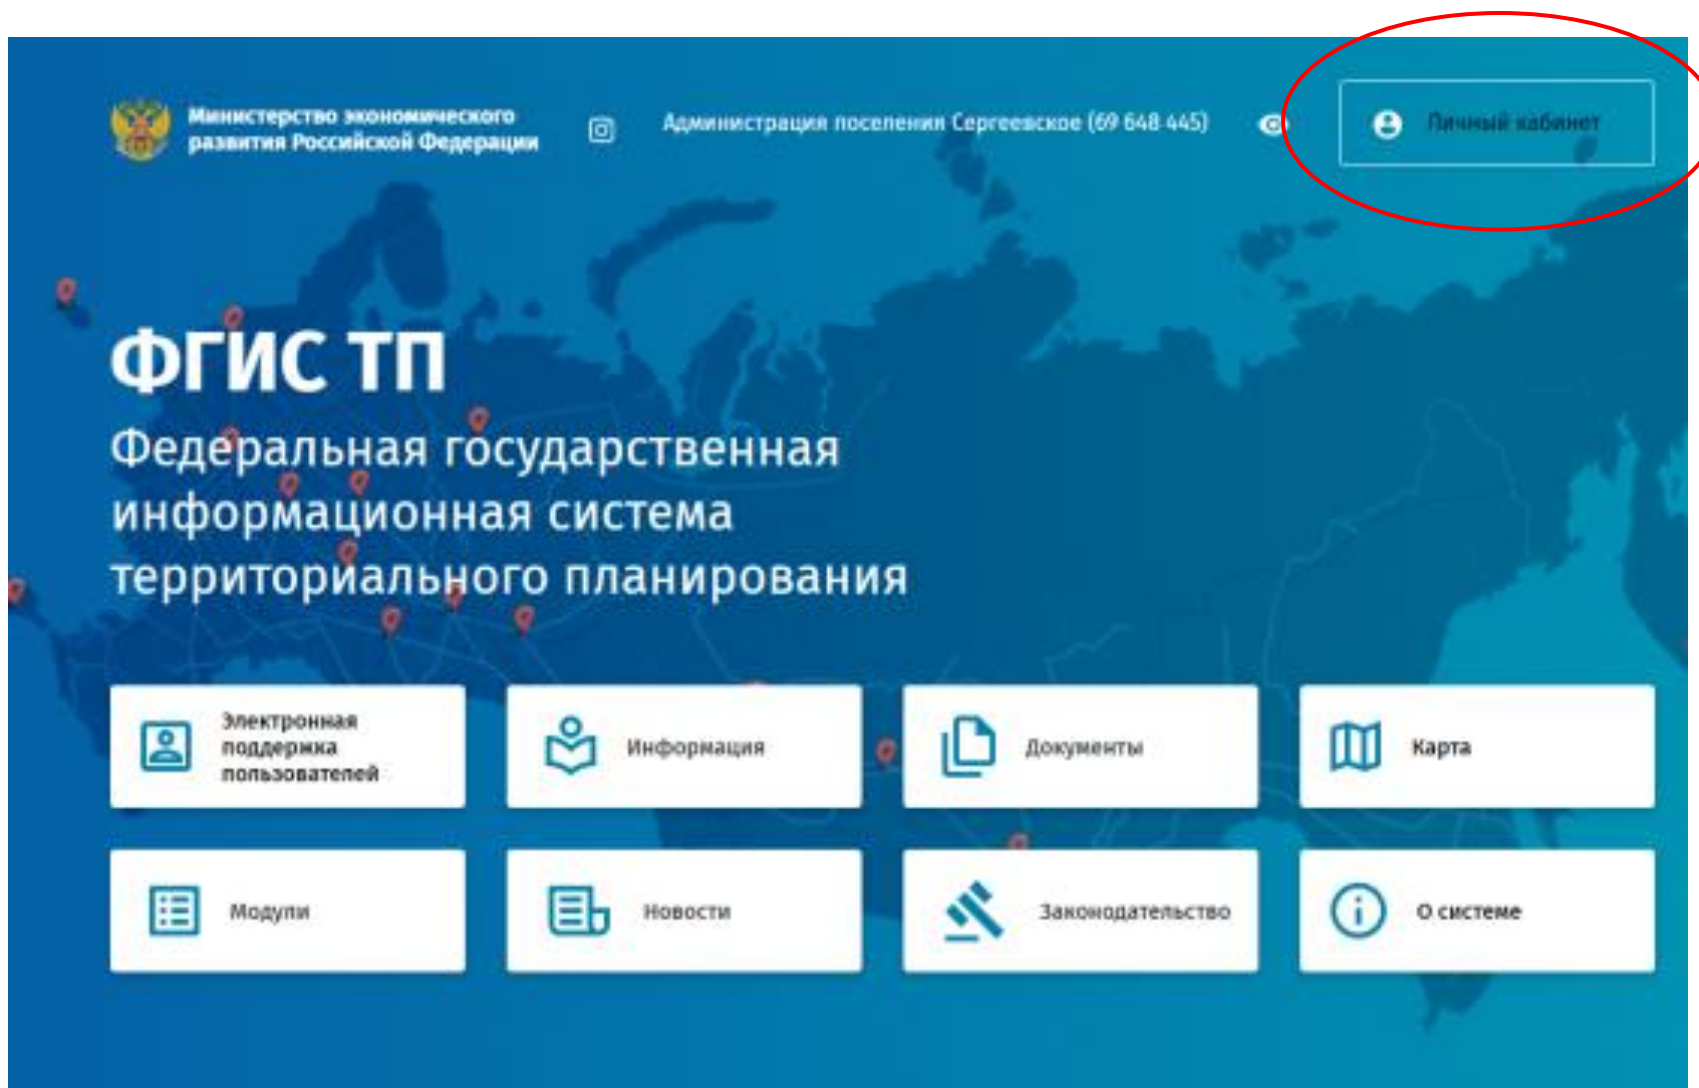 Министерство экономического
развития Российской Федерации
Администрация поселения Сергеевское (69 648 445)
Личный кабинет
ФГИС ТП
Федеральная государственная
информационная система
территориального планирования
Электронная
поддержка
пользователей
Информация
Документы
Карта
Модули
Новости
Законодательство
О системе